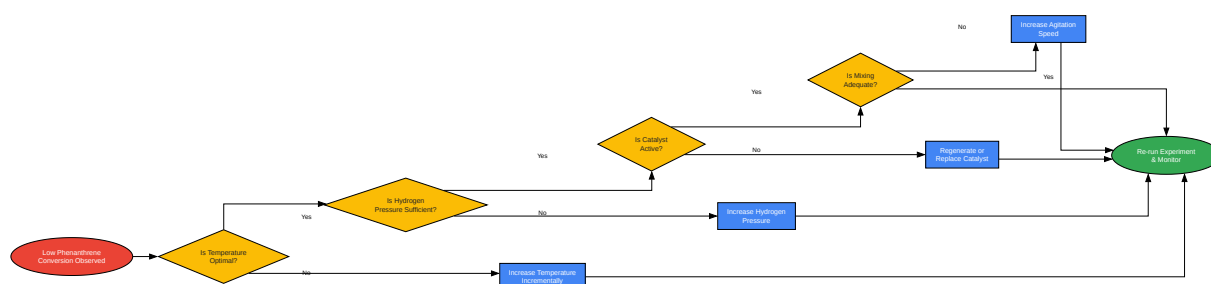 Low Phenanthrene
Conversion Observed
Is Temperature
Optimal?
Yes
No
Is Hydrogen
Pressure Sufficient?
Yes
No
Increase Temperature
Incrementally
Is Catalyst
Active?
Yes
No
Increase Hydrogen
Pressure
Is Mixing
Adequate?
No
Yes
Regenerate or
Replace Catalyst
Increase Agitation
Speed
Re-run Experiment
& Monitor